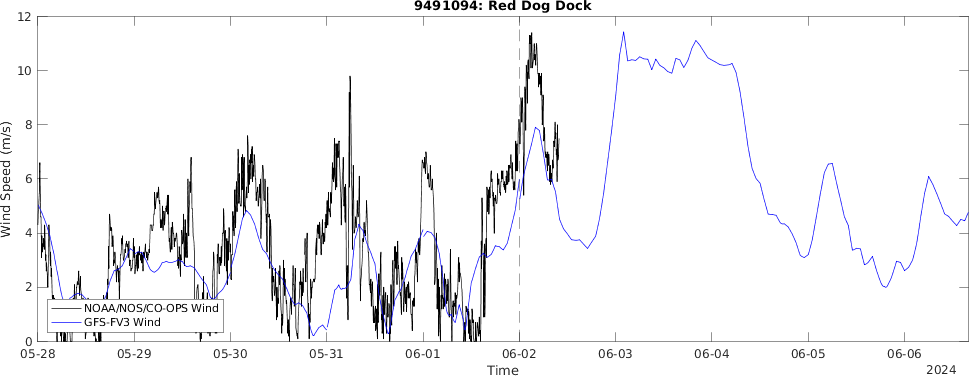 9491094: Red Dog Dock
12
10
8
6
4
2
0
Wind Speed (m/s)
NOAA/NOS/CO-OPS Wind
GFS-FV3 Wind
05-28 05-29 05-30 05-31 06-01 06-02 06-03 06-04 06-05 06-06
Time
2024